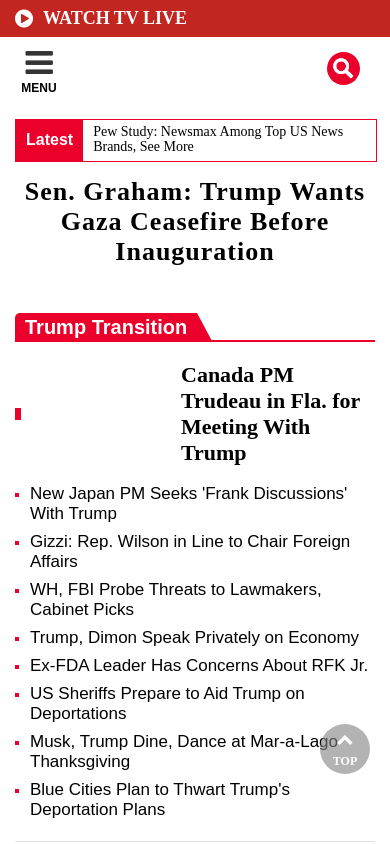 WATCH TV LIVE
MENU
Latest
Pew Study: Newsmax Among Top US News
Brands, See More
Sen. Graham: Trump Wants
Gaza Ceasefire Before
Inauguration
Trump Transition
Canada PM
Trudeau in Fla. for
Meeting With
Trump
New Japan PM Seeks 'Frank Discussions'
With Trump
Gizzi: Rep. Wilson in Line to Chair Foreign
Affairs
WH, FBI Probe Threats to Lawmakers,
Cabinet Picks
Trump, Dimon Speak Privately on Economy
Ex-FDA Leader Has Concerns About RFK Jr.
US Sheriffs Prepare to Aid Trump on
Deportations
Musk, Trump Dine, Dance at Mar-a-Lago
Thanksgiving
TOP
Blue Cities Plan to Thwart Trump's
Deportation Plans